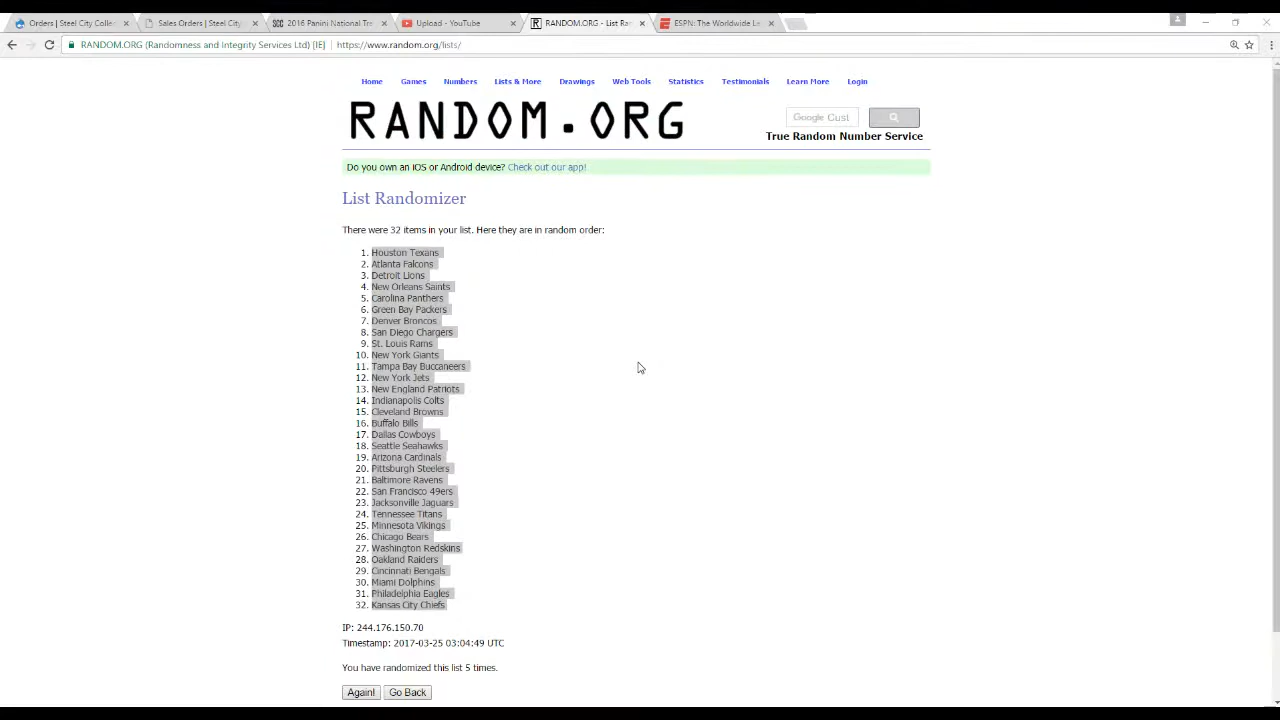 Orders | Steel City Collec
Sales Orders | Steel City
2016 Panini National Tr
Upload - YouTube
RANDOM.ORG - List Ra
ESPN: The Worldwide Le
RANDOM.ORG (Randomness and Integrity Services Ltd) [IE]
https://www.random.org/lists/
Home Games Numbers Lists & More Drawings Web Tools Statistics Testimonials Learn More Login
RANDOM.ORG
Google Cust
True Random Number Service
Do you own an iOS or Android device? Check out our app!
List Randomizer
There were 32 items in your list. Here they are in random order:
1. Houston Texans
2. Atlanta Falcons
3. Detroit Lions
4. New Orleans Saints
5. Carolina Panthers
6. Green Bay Packers
7. Denver Broncos
8. San Diego Chargers
9. St. Louis Rams
10. New York Giants
11. Tampa Bay Buccaneers
12. New York Jets
13. New England Patriots
14. Indianapolis Colts
15. Cleveland Browns
16. Buffalo Bills
17. Dallas Cowboys
18. Seattle Seahawks
19. Arizona Cardinals
20. Pittsburgh Steelers
21. Baltimore Ravens
22. San Francisco 49ers
23. Jacksonville Jaguars
24. Tennessee Titans
25. Minnesota Vikings
26. Chicago Bears
27. Washington Redskins
28. Oakland Raiders
29. Cincinnati Bengals
30. Miami Dolphins
31. Philadelphia Eagles
32. Kansas City Chiefs
IP: 244.176.150.70
Timestamp: 2017-03-25 03:04:49 UTC
You have randomized this list 5 times.
Again! Go Back